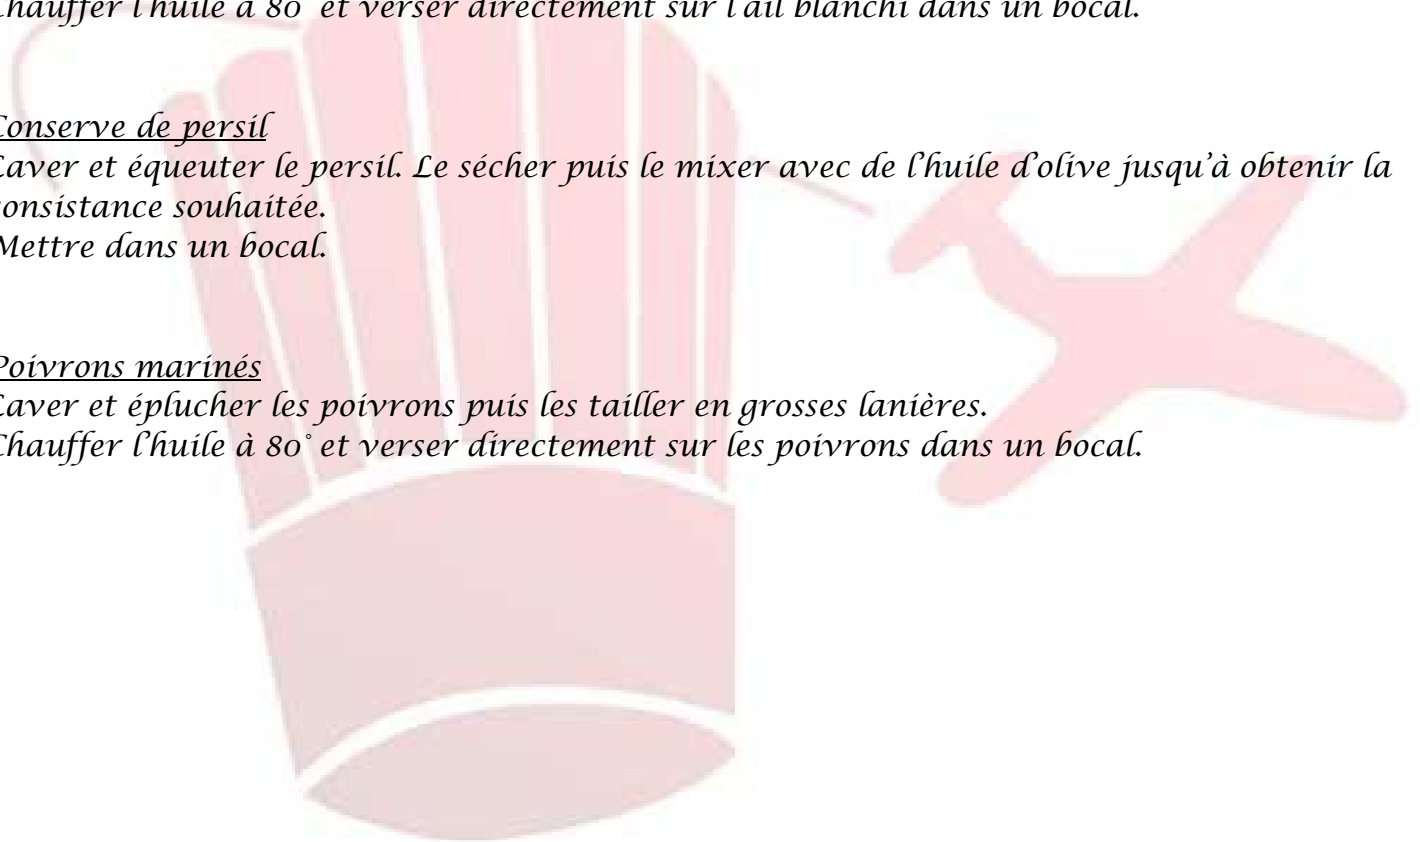 Chauffer l'huile à 80° et verser directement sur l'ail blanchi dans un bocal.
Conserve de persil
Laver et équeuter le persil. Le sécher puis le mixer avec de l'huile d'olive jusqu'à obtenir la
consistance souhaitée.
Mettre dans un bocal.
Poivrons marinés
Laver et éplucher les poivrons puis les tailler en grosses lanières.
Chauffer l'huile à 80° et verser directement sur les poivrons dans un bocal.